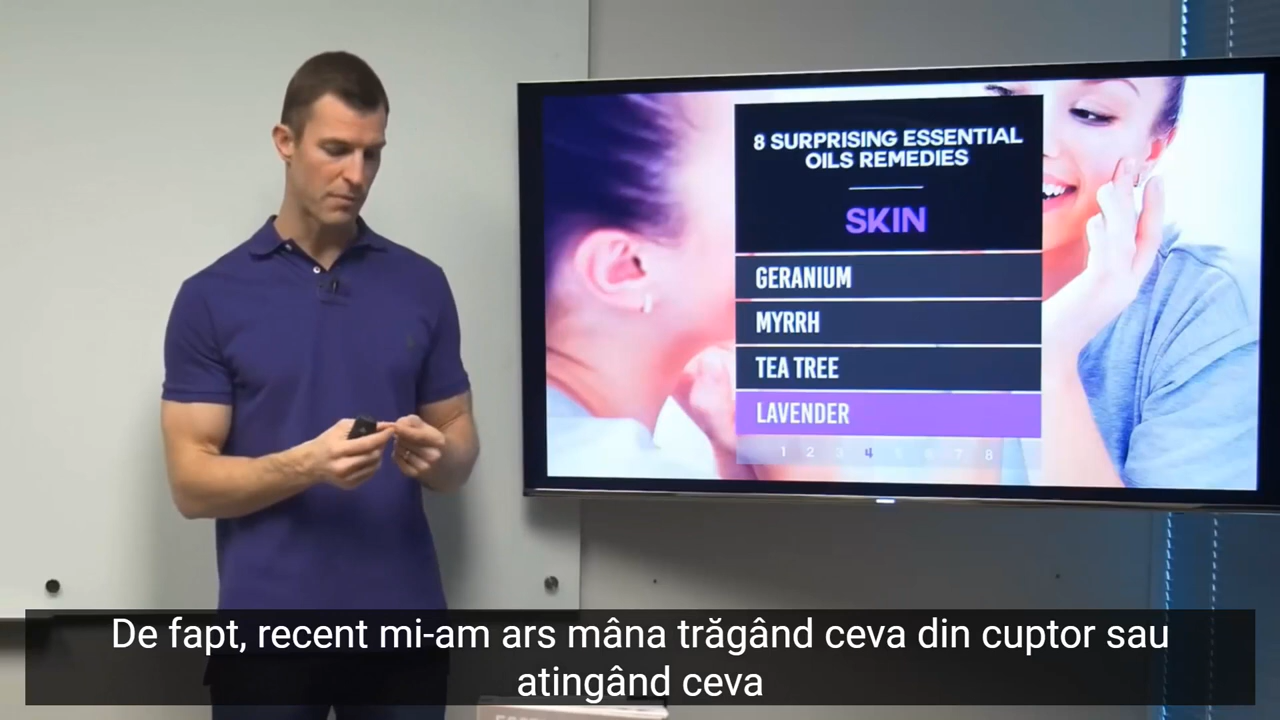 8 SURPRISING ESSENTIAL
OILS REMEDIES
SKIN
GERANIUM
MYRRH
TEA TREE
LAVENDER
1 2 3 4 5 6 7 8
De fapt, recent mi-am ars mâna trăgând ceva din cuptor sau
atingând ceva